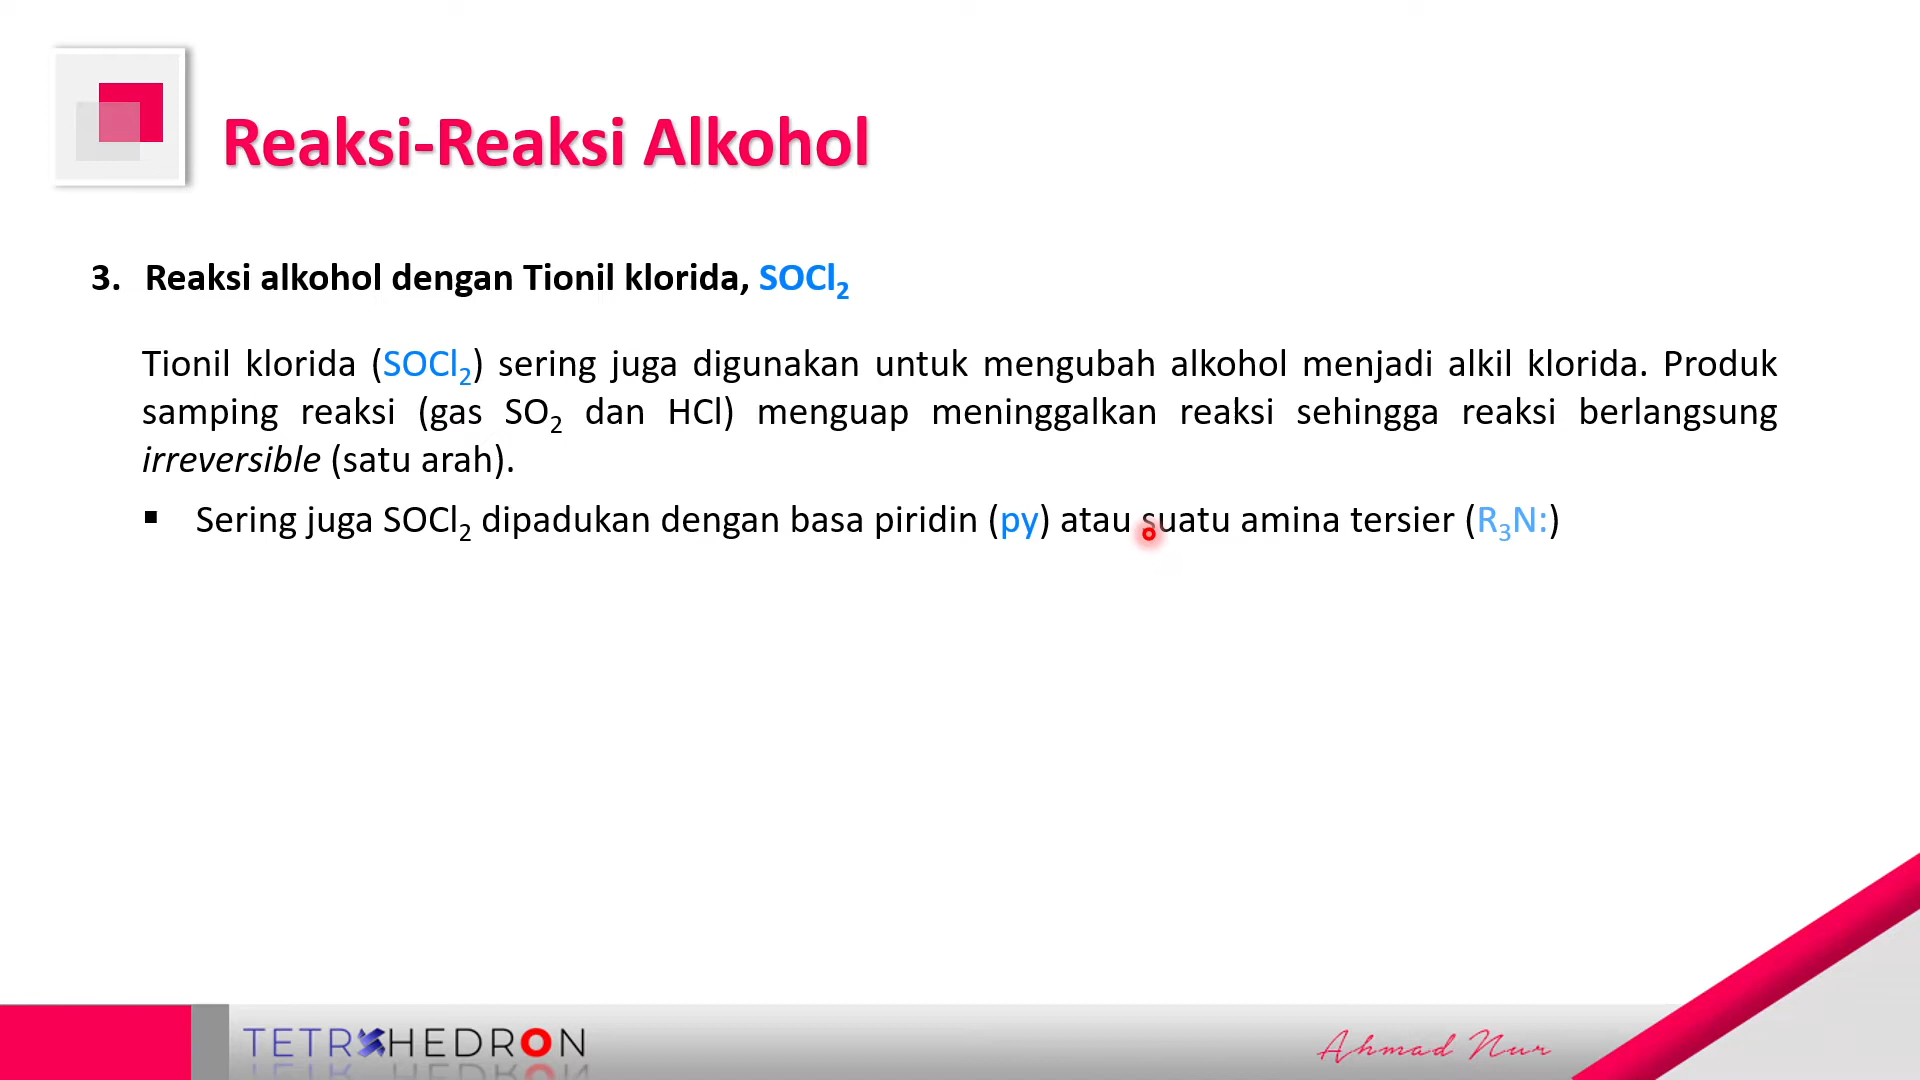 Reaksi-Reaksi Alkohol
3. Reaksi alkohol dengan Tionil klorida, SOCl₂
Tionil klorida (SOCl₂) sering juga digunakan untuk mengubah alkohol menjadi alkil klorida. Produk
samping reaksi (gas SO₂ dan HCl) menguap meninggalkan reaksi sehingga reaksi berlangsung
irreversible (satu arah).
▪ Sering juga SOCl₂ dipadukan dengan basa piridin (py) atau suatu amina tersier (R₃N:)
TETRAHEDRON
Ahmad Nur